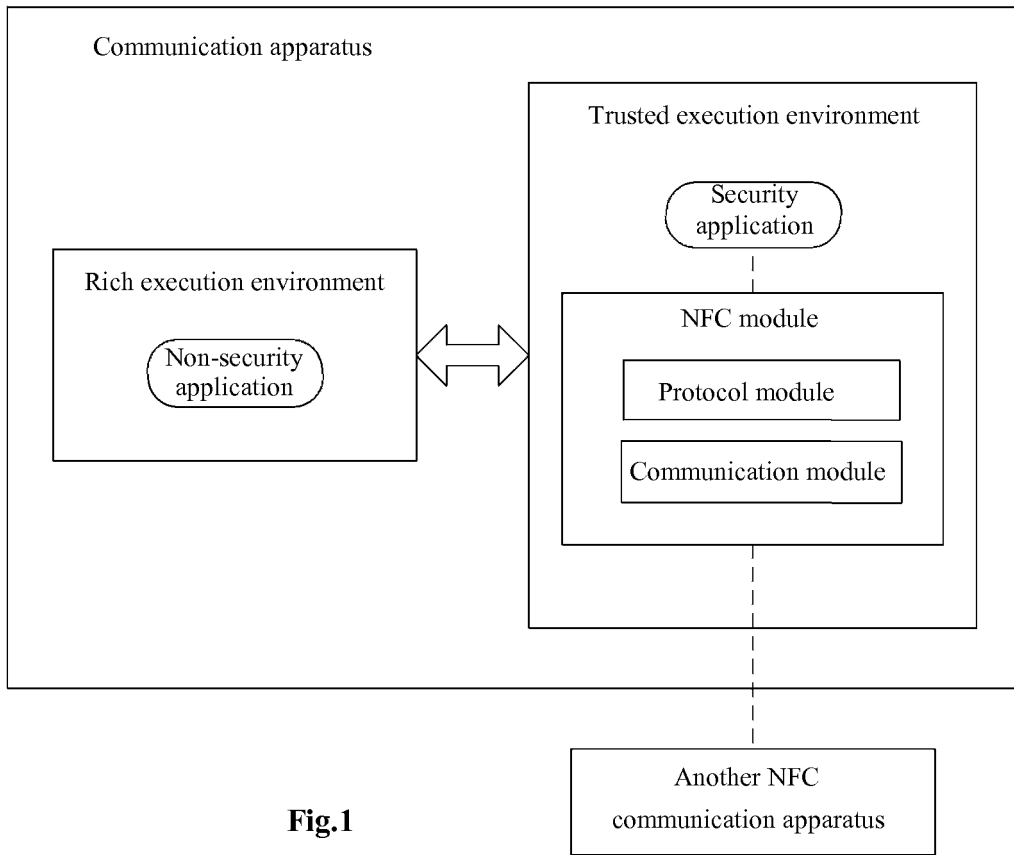 Communication apparatus
Trusted execution environment
Security
application
Rich execution environment
Non-security
application
NFC module
Protocol module
Communication module
Another NFC
communication apparatus
Fig.1